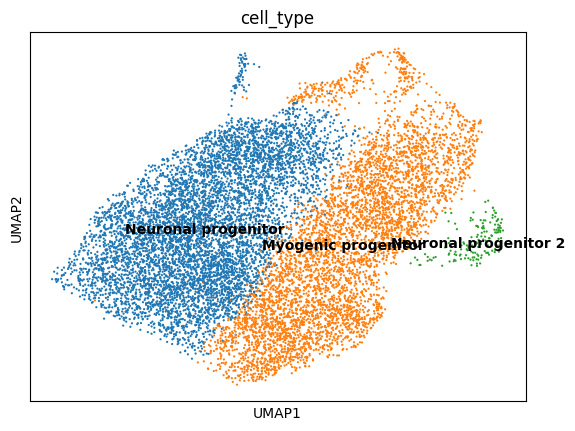 cell_type
Neuronal progenitor
Myogenic progenitor
Neuronal progenitor 2
UMAP2
UMAP1